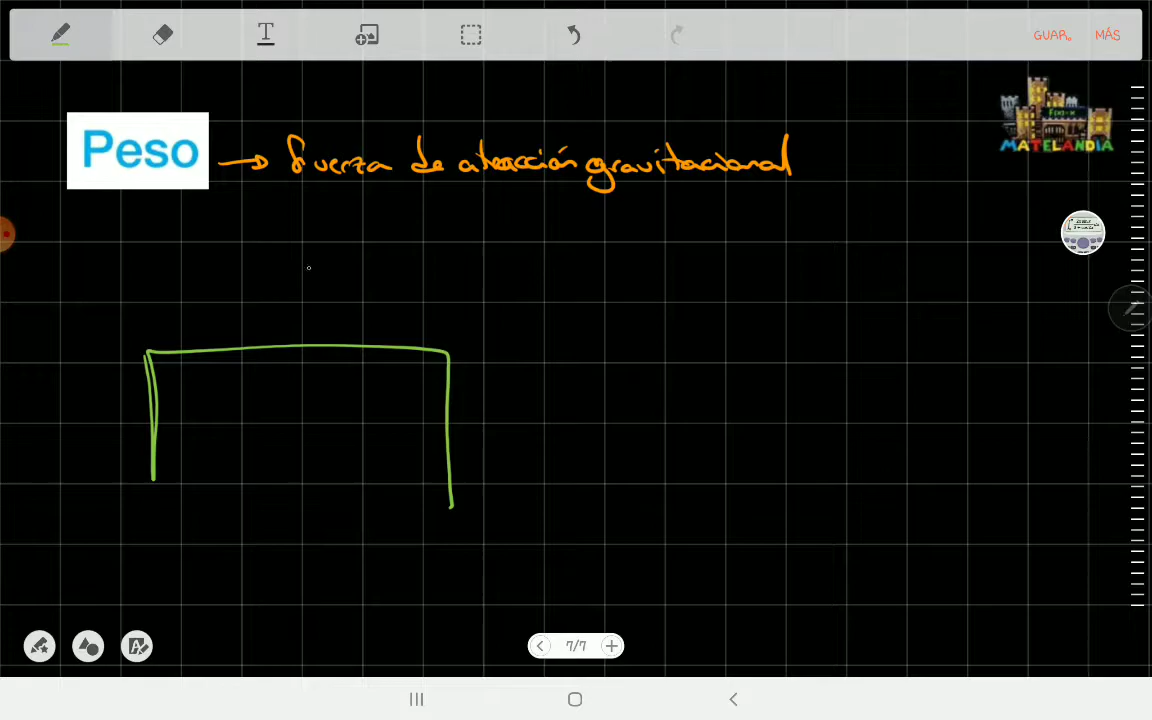 T
GUAR.
MÁS
Peso → fuerza de atracción gravitacional
MATELANDIA
7/7